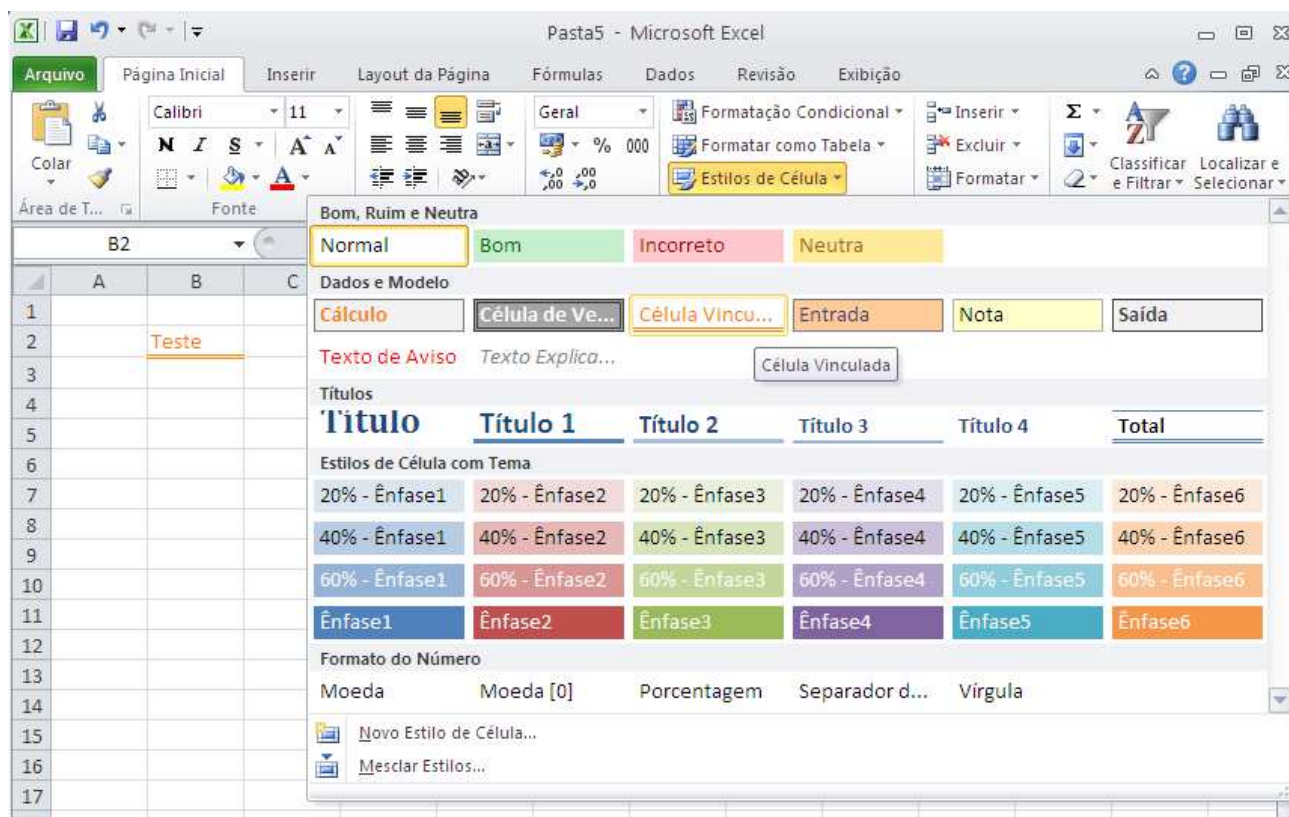 Pasta5 - Microsoft Excel
Arquivo Página Inicial Inserir Layout da Página Fórmulas Dados Revisão Exibição
Calibri 11 Geral Formatação Condicional Inserir Σ
Colar N I S A A % 000 Formatar como Tabela Excluir Classificar e Filtrar Localizar e Selecionar
A ,00 ,0 Estilos de Célula Formatar
Área de T... Fonte
B2
A B C
1
2 Teste
3
4
5
6
7
8
9
10
11
12
13
14
15
16
17
Bom, Ruim e Neutra
Normal Bom Incorreto Neutra
Dados e Modelo
Cálculo Célula de Ve... Célula Vincu... Entrada Nota Saída
Texto de Aviso Texto Explica...
Célula Vinculada
Títulos
Título Título 1 Título 2 Título 3 Título 4 Total
Estilos de Célula com Tema
20% - Ênfase1 20% - Ênfase2 20% - Ênfase3 20% - Ênfase4 20% - Ênfase5 20% - Ênfase6
40% - Ênfase1 40% - Ênfase2 40% - Ênfase3 40% - Ênfase4 40% - Ênfase5 40% - Ênfase6
60% - Ênfase1 60% - Ênfase2 60% - Ênfase3 60% - Ênfase4 60% - Ênfase5 60% - Ênfase6
Ênfase1 Ênfase2 Ênfase3 Ênfase4 Ênfase5 Ênfase6
Formato do Número
Moeda Moeda [0] Porcentagem Separador d... Vírgula
Novo Estilo de Célula...
Mesclar Estilos...